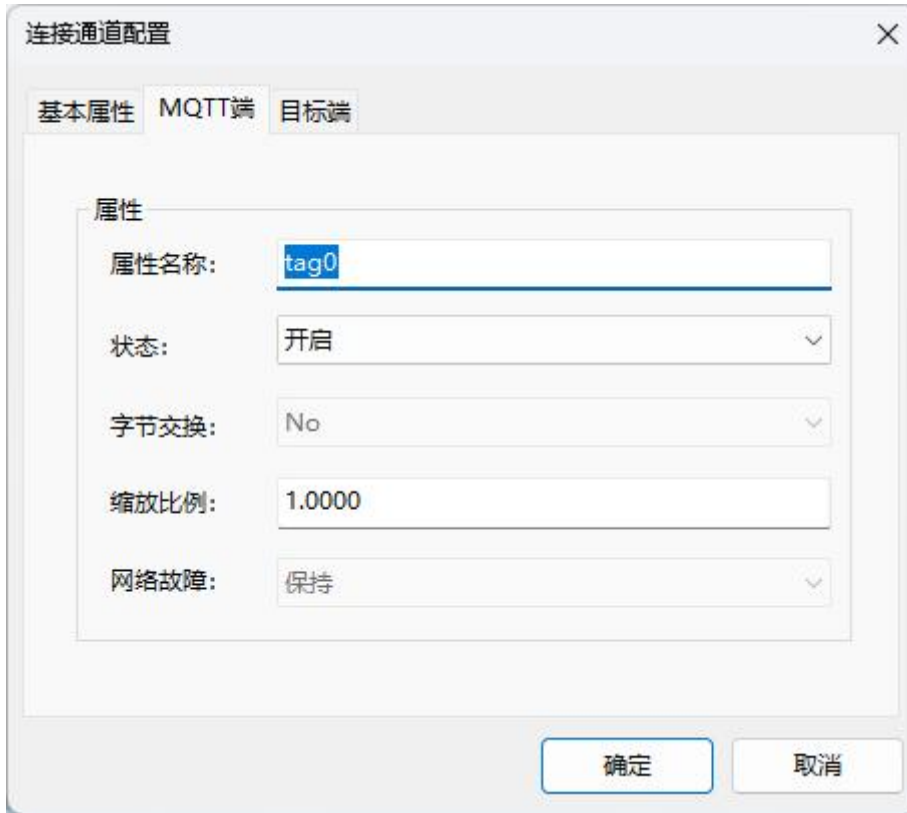 连接通道配置
基本属性 MQTT端 目标端
属性
属性名称: tag0
状态: 开启
字节交换: No
缩放比例: 1.0000
网络故障: 保持
确定 取消